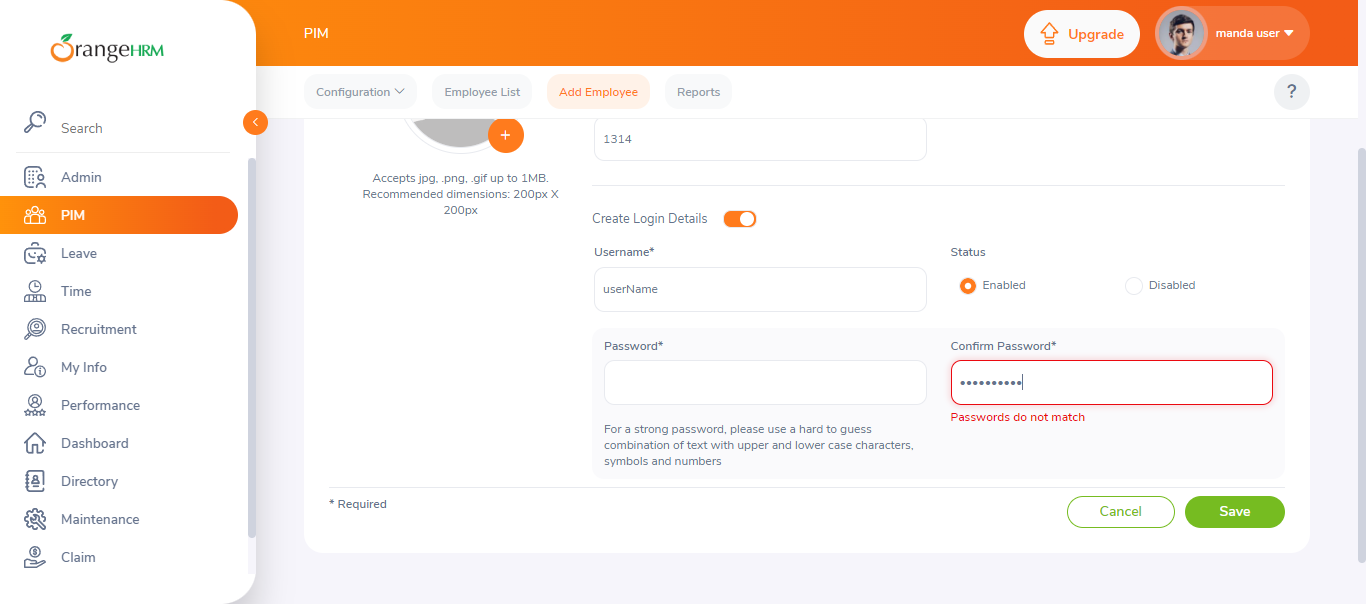 OrangeHRM
PIM
Upgrade
manda user
Configuration
Employee List
Add Employee
Reports
?
Search
Admin
PIM
Leave
Time
Recruitment
My Info
Performance
Dashboard
Directory
Maintenance
Claim
+
Accepts jpg, .png, .gif up to 1MB.
Recommended dimensions: 200px X
200px
1314
Create Login Details
Username*
userName
Status
Enabled
Disabled
Password*
For a strong password, please use a hard to guess
combination of text with upper and lower case characters,
symbols and numbers
Confirm Password*
••••••••••
Passwords do not match
* Required
Cancel
Save